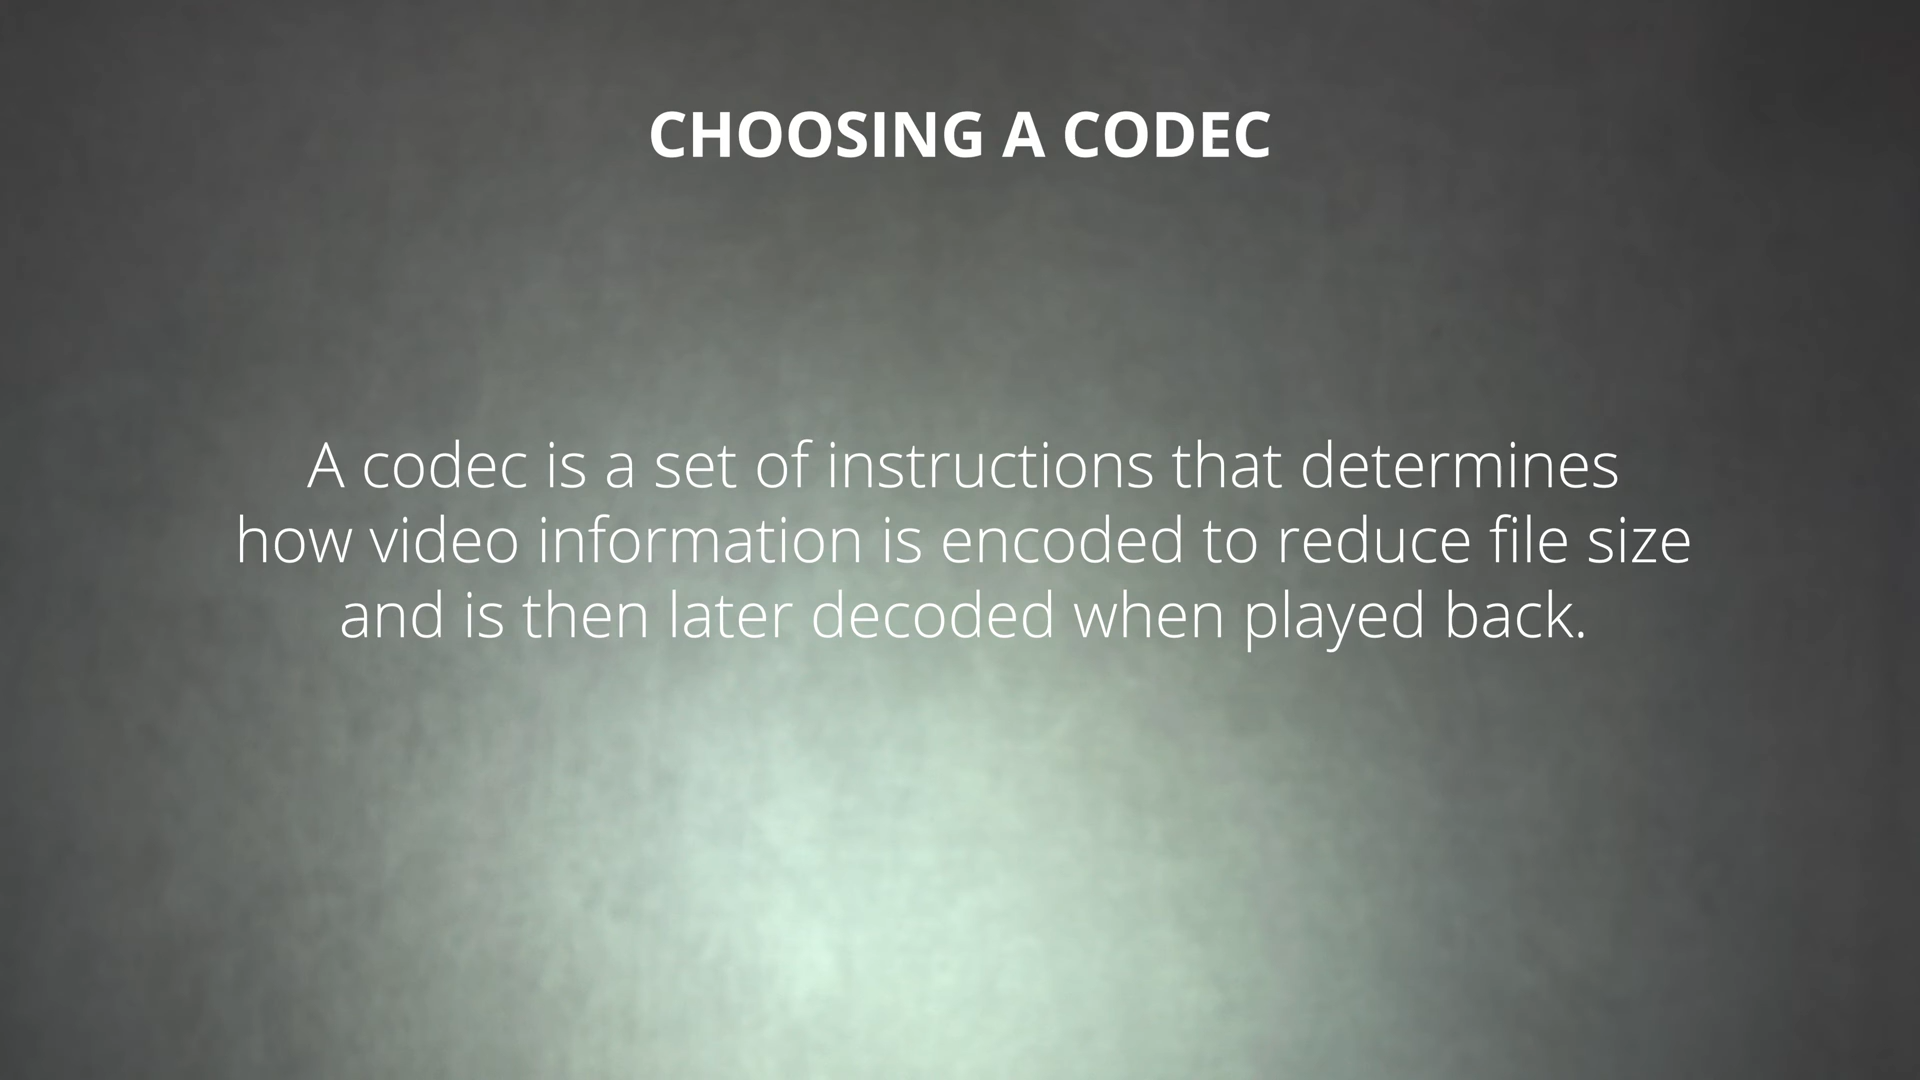 CHOOSING A CODEC
A codec is a set of instructions that determines
how video information is encoded to reduce file size
and is then later decoded when played back.